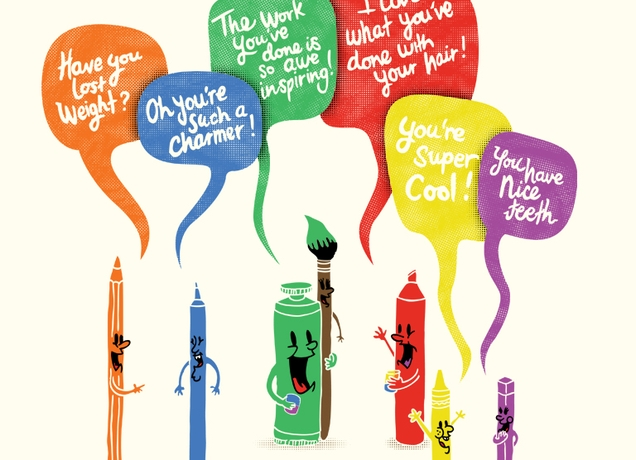 Have you
lost
Weight?
Oh you're
such a
charmer!
The work
you've
done is
so awe
inspiring!
I love
what you've
done with
your hair!
You're
Super
Cool!
You have
Nice
teeth